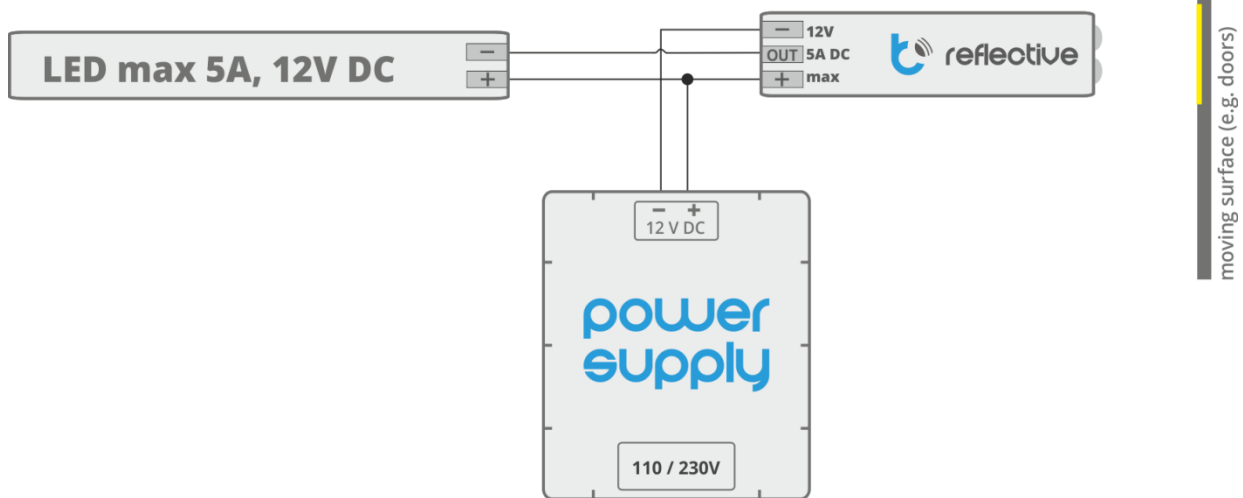 LED max 5A, 12V DC
−
+
− 12V
OUT 5A DC
+ max
reflective
moving surface (e.g. doors)
− +
12 V DC
power
supply
110 / 230V